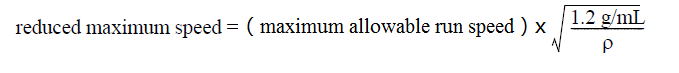 reduced maximum speed = ( maximum allowable run speed ) x √(1.2 g/mL / ρ)